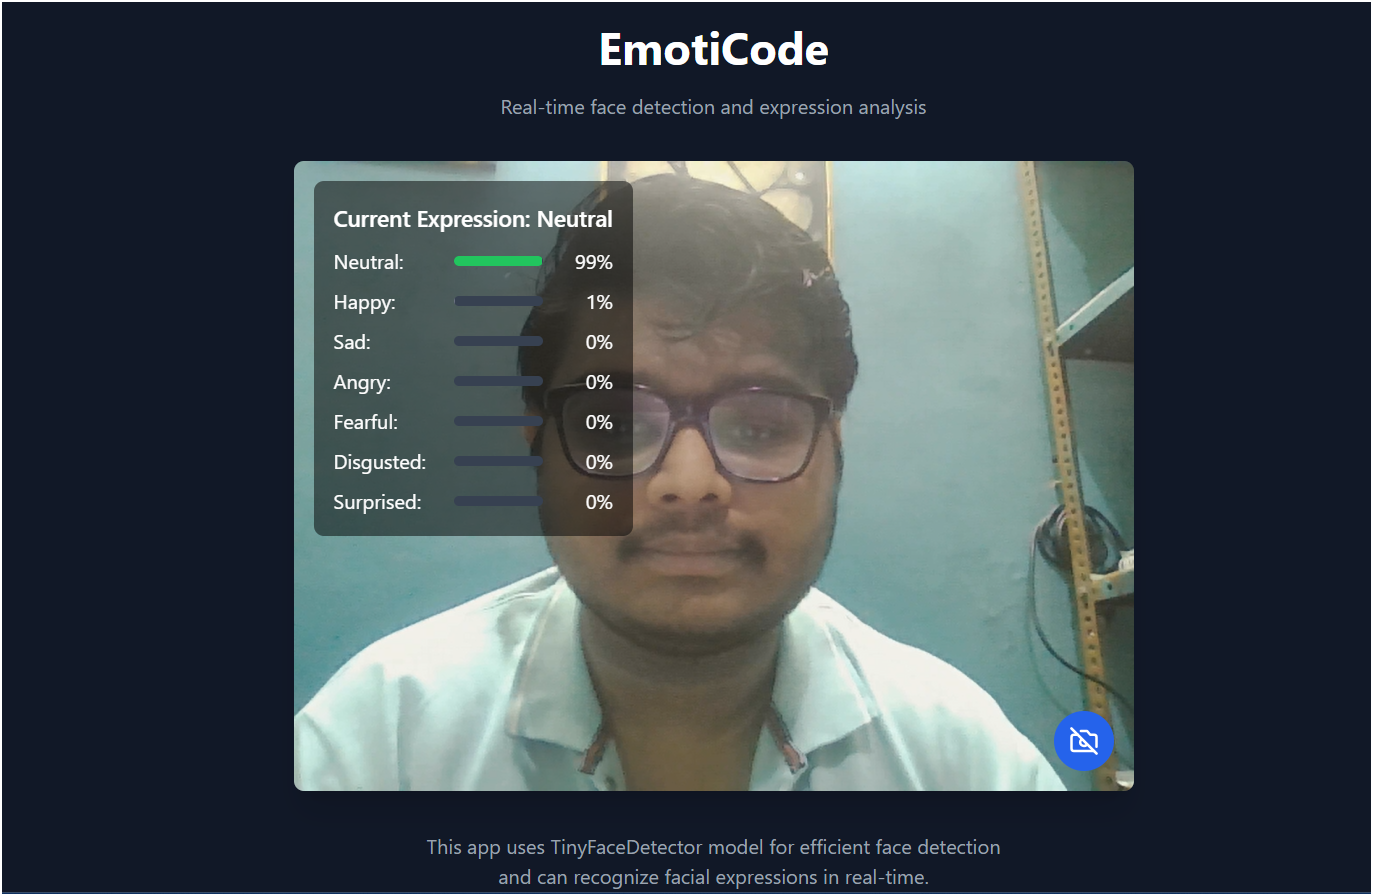 EmotiCode
Real-time face detection and expression analysis
Current Expression: Neutral
Neutral: 99%
Happy: 1%
Sad: 0%
Angry: 0%
Fearful: 0%
Disgusted: 0%
Surprised: 0%
This app uses TinyFaceDetector model for efficient face detection
and can recognize facial expressions in real-time.